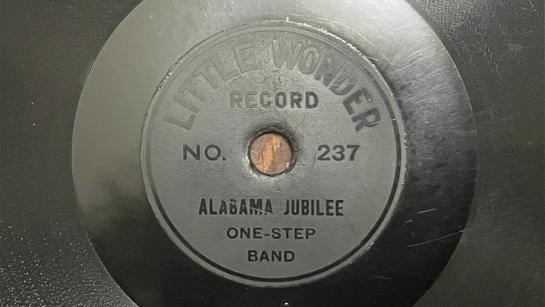 LITTLE WONDER
RECORD
NO. 237
ALABAMA JUBILEE
ONE-STEP
BAND